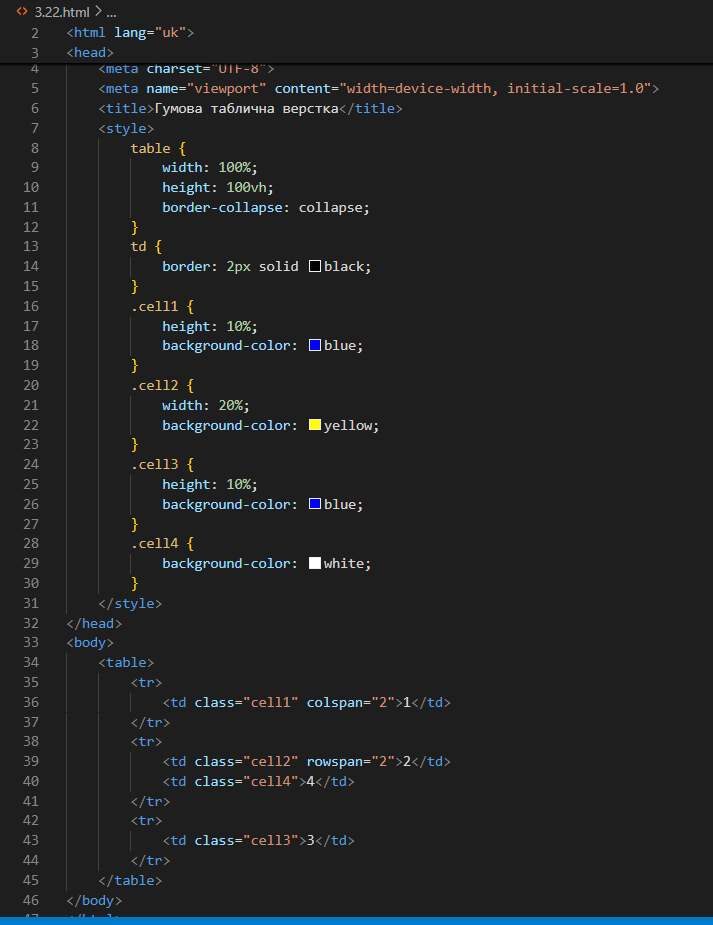 3.22.html > ...
2 <html lang="uk">
3 <head>
4 <meta charset="UTF-8">
5 <meta name="viewport" content="width=device-width, initial-scale=1.0">
6 <title>Гумова таблична верстка</title>
7 <style>
8 table {
9 width: 100%;
10 height: 100vh;
11 border-collapse: collapse;
12 }
13 td {
14 border: 2px solid black;
15 }
16 .cell1 {
17 height: 10%;
18 background-color: blue;
19 }
20 .cell2 {
21 width: 20%;
22 background-color: yellow;
23 }
24 .cell3 {
25 height: 10%;
26 background-color: blue;
27 }
28 .cell4 {
29 background-color: white;
30 }
31 </style>
32 </head>
33 <body>
34 <table>
35 <tr>
36 <td class="cell1" colspan="2">1</td>
37 </tr>
38 <tr>
39 <td class="cell2" rowspan="2">2</td>
40 <td class="cell4">4</td>
41 </tr>
42 <tr>
43 <td class="cell3">3</td>
44 </tr>
45 </table>
46 </body>